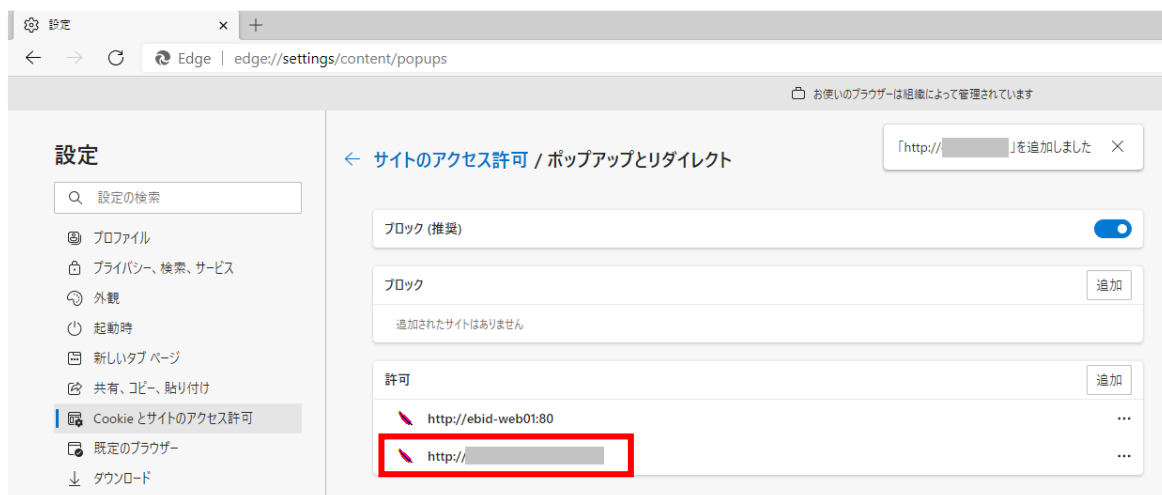 設定
Edge | edge://settings/content/popups
お使いのブラウザーは組織によって管理されています
設定
設定の検索
プロファイル
プライバシー、検索、サービス
外観
起動時
新しいタブ ページ
共有、コピー、貼り付け
Cookie とサイトのアクセス許可
既定のブラウザー
ダウンロード
サイトのアクセス許可 / ポップアップとリダイレクト
「http:// 」を追加しました
ブロック (推奨)
ブロック
追加
追加されたサイトはありません
許可
追加
http://ebid-web01:80
http://